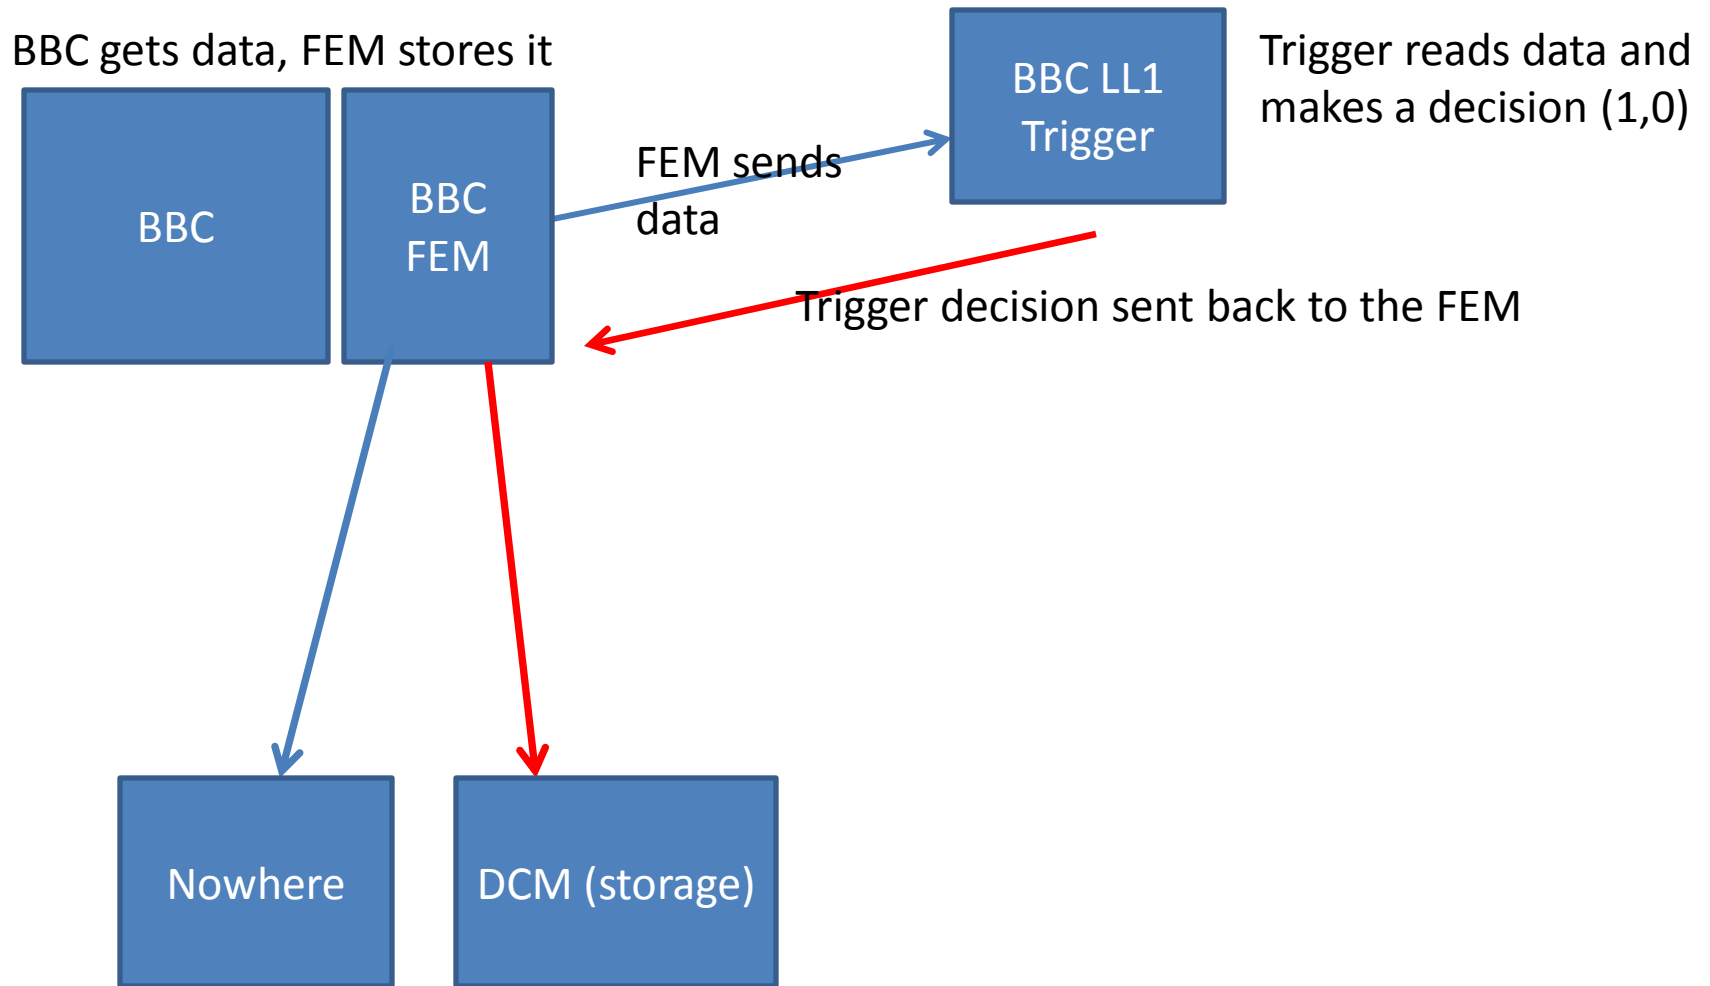 BBC gets data, FEM stores it
BBC LL1
Trigger
Trigger reads data and
makes a decision (1,0)
BBC
BBC
FEM
FEM sends
data
Trigger decision sent back to the FEM
Nowhere
DCM (storage)